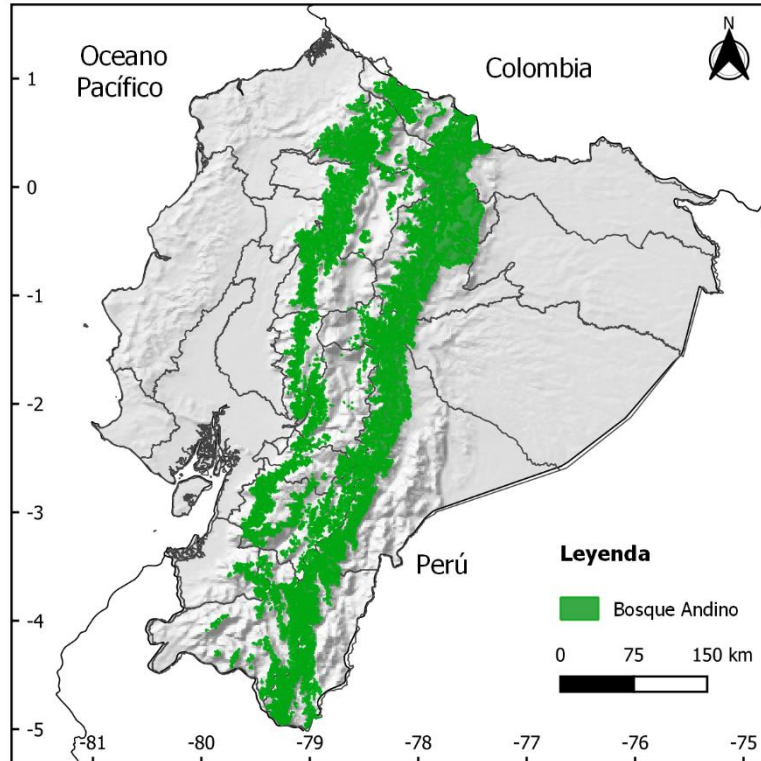 Oceano
Pacífico
Colombia
N
1
0
-1
-2
-3
-4
-5
Perú
Leyenda
Bosque Andino
0 75 150 km
-81 -80 -79 -78 -77 -76 -75